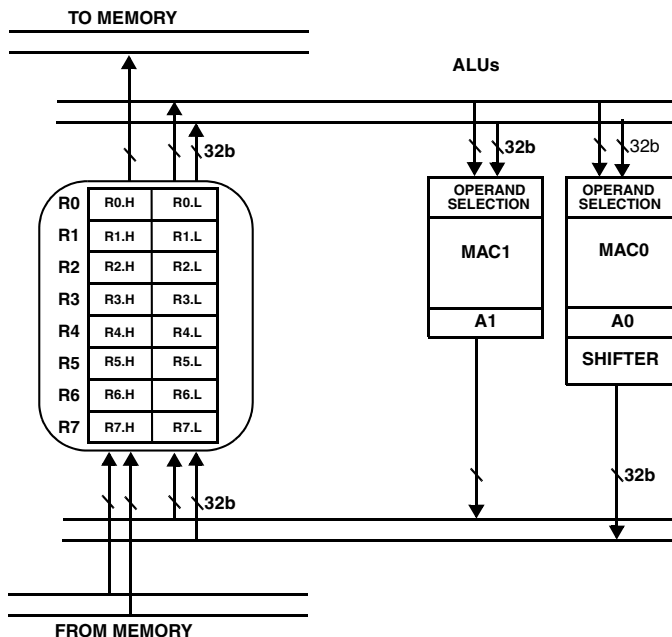 TO MEMORY
ALUs
32b
32b
32b
R0 R0.H R0.L
R1 R1.H R1.L
R2 R2.H R2.L
R3 R3.H R3.L
R4 R4.H R4.L
R5 R5.H R5.L
R6 R6.H R6.L
R7 R7.H R7.L
OPERAND
SELECTION
MAC1
A1
OPERAND
SELECTION
MAC0
A0
SHIFTER
32b
32b
FROM MEMORY